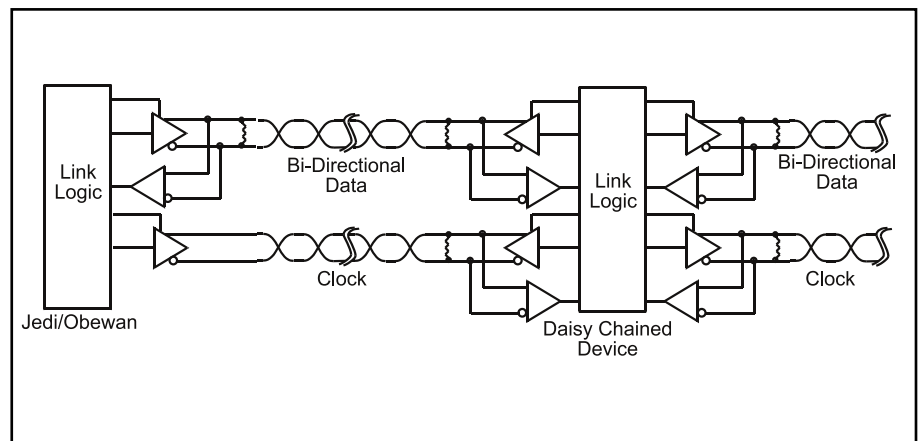 Link
Logic
Bi-Directional
Data
Clock
Jedi/Obewan
Link
Logic
Daisy Chained
Device
Bi-Directional
Data
Clock